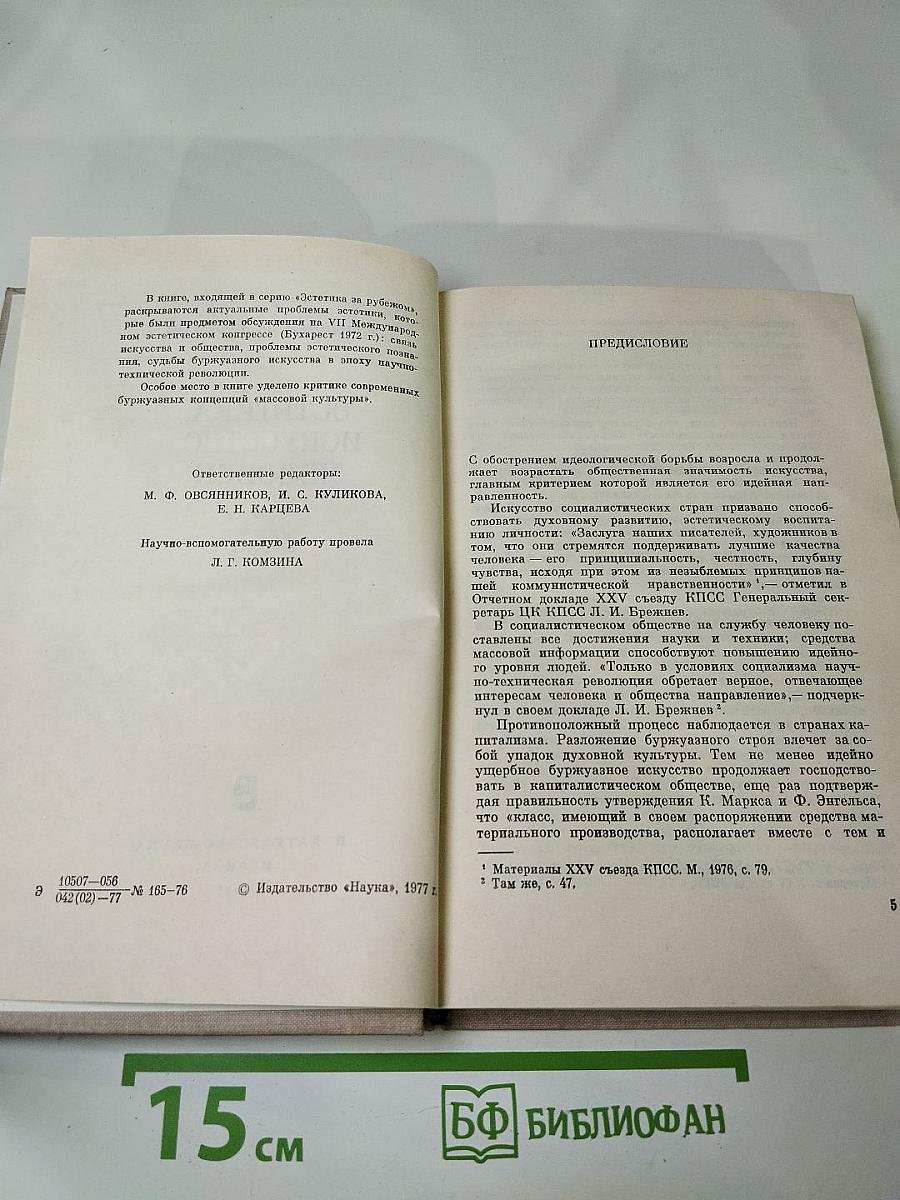 В книге, входящей в серию «Эстетика за рубежом»,
раскрываются актуальные проблемы эстетики, кото-
рые были предметом обсуждения на VII Международ-
ном эстетическом конгрессе (Бухарест 1972 г.): связь
искусства и общества, проблемы эстетического позна-
ния, судьбы буржуазного искусства в эпоху научно-
технической революции.
Особое место в книге уделено критике современных
буржуазных концепций «массовой культуры».
Ответственные редакторы:
М. Ф. ОВСЯННИКОВ, И. С. КУЛИКОВА,
Е. Н. КАРЦЕВА
Научно-вспомогательную работу провела
Л. Г. КОМЗИНА
Э 10507—056
042(02)—77 № 165-76 © Издательство «Наука», 1977 г.
ПРЕДИСЛОВИЕ
С обострением идеологической борьбы возросла и продол-
жает возрастать общественная значимость искусства,
главным критерием которой является его идейная нап-
равленность.
Искусство социалистических стран призвано способ-
ствовать духовному развитию, эстетическому воспита-
нию личности: «Заслуга наших писателей, художников в
том, что они стремятся поддерживать лучшие качества
человека — его принципиальность, честность, глубину
чувства, исходя при этом из незыблемых принципов на-
шей коммунистической нравственности» ¹,— отметил в
Отчетном докладе XXV съезду КПСС Генеральный сек-
ретарь ЦК КПСС Л. И. Брежнев.
В социалистическом обществе на службу человеку по-
ставлены все достижения науки и техники; средства
массовой информации способствуют повышению идейно-
го уровня людей. «Только в условиях социализма науч-
но-техническая революция обретает верное, отвечающее
интересам человека и общества направление»,— подчерк-
нул в своем докладе Л. И. Брежнев ².
Противоположный процесс наблюдается в странах ка-
питализма. Разложение буржуазного строя влечет за со-
бой упадок духовной культуры. Тем не менее идейно
ущербное буржуазное искусство продолжает господство-
вать в капиталистическом обществе, еще раз подтверж-
дая правильность утверждения К. Маркса и Ф. Энгельса,
что «класс, имеющий в своем распоряжении средства ма-
териального производства, располагает вместе с тем и
¹ Материалы XXV съезда КПСС. М., 1976, с. 79.
² Там же, с. 47.
5
15 см
БФ БИБЛИОФАН